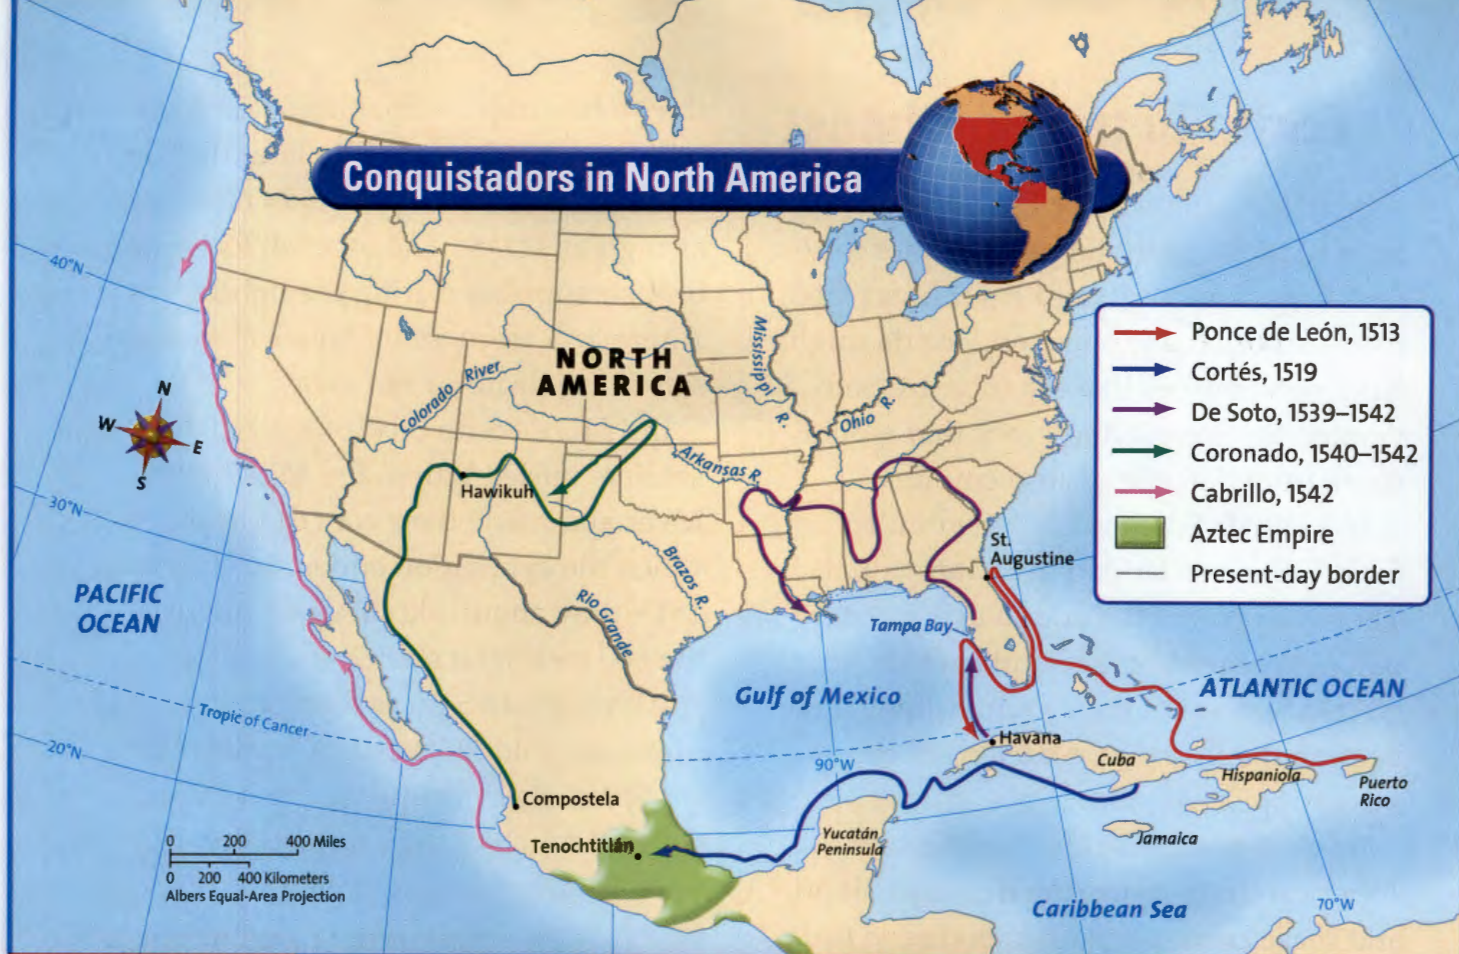 Conquistadors in North America
40°N
30°N
20°N
N
W
E
S
NORTH
AMERICA
Colorado River
Mississippi R.
Ohio R.
Arkansas R.
Hawikuh
Brazos R.
Rio Grande
St.
Augustine
Tampa Bay
PACIFIC
OCEAN
Gulf of Mexico
ATLANTIC OCEAN
Tropic of Cancer
Havana
90°W
Cuba
Hispaniola
Puerto
Rico
Compostela
Tenochtitlán
Yucatán
Peninsula
Jamaica
Caribbean Sea
70°W
0 200 400 Miles
0 200 400 Kilometers
Albers Equal-Area Projection
Ponce de León, 1513
Cortés, 1519
De Soto, 1539–1542
Coronado, 1540–1542
Cabrillo, 1542
Aztec Empire
Present-day border